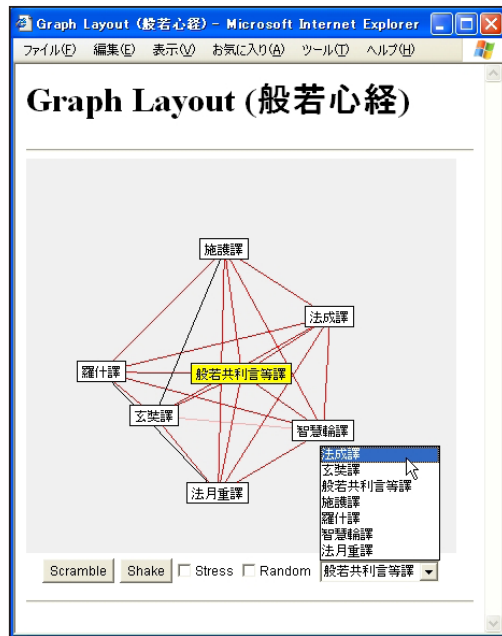 Graph Layout (般若心経) - Microsoft Internet Explorer
ファイル(F) 編集(E) 表示(V) お気に入り(A) ツール(T) ヘルプ(H)
Graph Layout (般若心経)
施護譯
法成譯
羅什譯
般若共利言等譯
玄奘譯
智慧輪譯
法月重譯
法成譯
玄奘譯
般若共利言等譯
施護譯
羅什譯
智慧輪譯
法月重譯
Scramble Shake Stress Random 般若共利言等譯